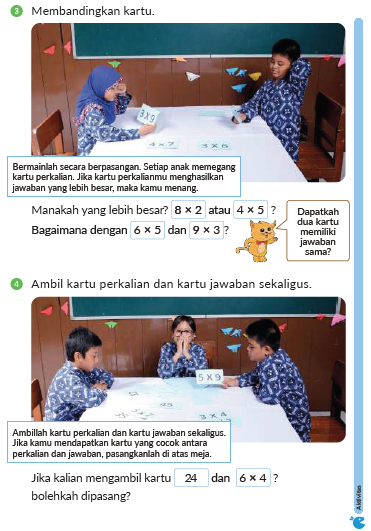 3 Membandingkan kartu.
3 x 9
4 x 7
3 x 6
Bermainlah secara berpasangan. Setiap anak memegang
kartu perkalian. Jika kartu perkalianmu menghasilkan
jawaban yang lebih besar, maka kamu menang.
Manakah yang lebih besar? 8 × 2 atau 4 × 5 ?
Bagaimana dengan 6 × 5 dan 9 × 3 ?
Dapatkah
dua kartu
memiliki
jawaban
sama?
4 Ambil kartu perkalian dan kartu jawaban sekaligus.
5 X 9
3 X 4
Ambillah kartu perkalian dan kartu jawaban sekaligus.
Jika kamu mendapatkan kartu yang cocok antara
perkalian dan jawaban, pasangkanlah di atas meja.
Jika kalian mengambil kartu 24 dan 6 × 4 ?
bolehkah dipasang?
Aktivitas